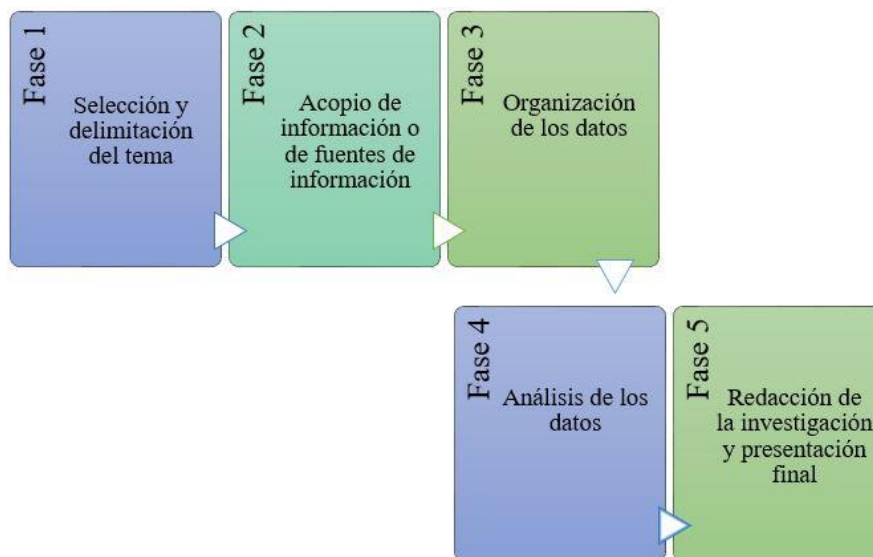 Fase 1
Selección y
delimitación
del tema
Fase 2
Acopio de
información o
de fuentes de
información
Fase 3
Organización
de los datos
Fase 4
Análisis de los
datos
Fase 5
Redacción de
la investigación
y presentación
final